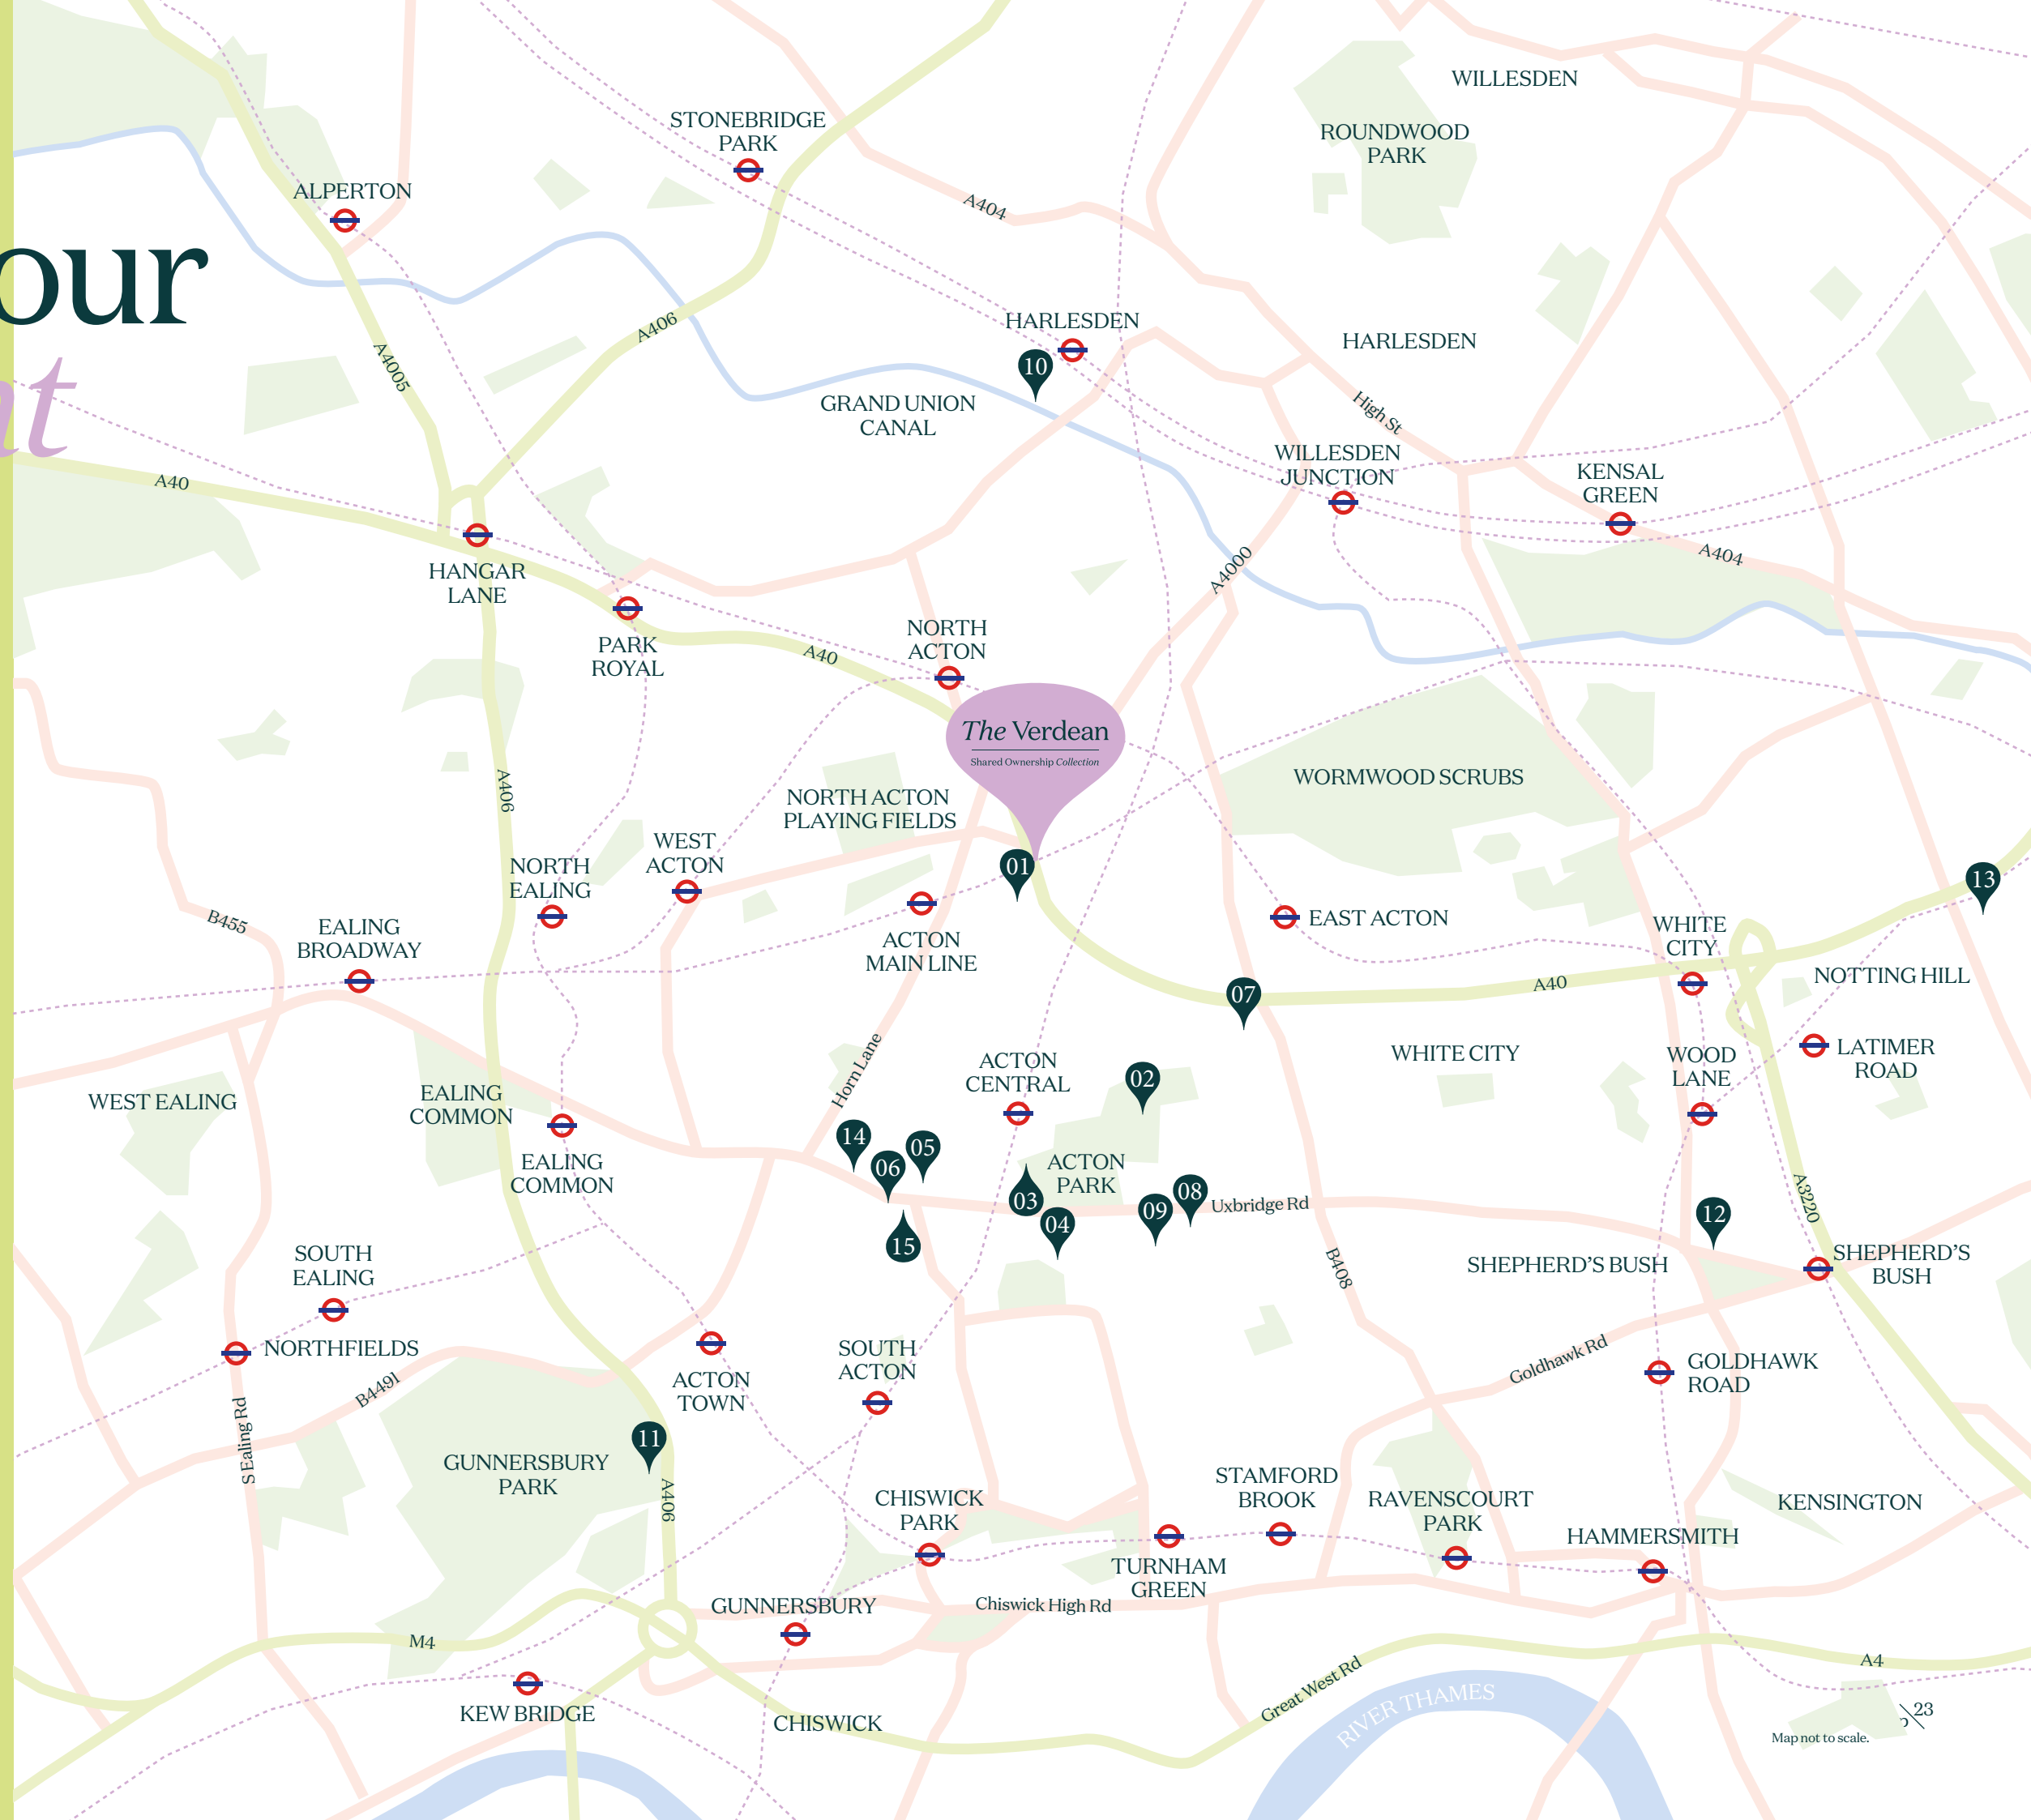 our
t
WILLESDEN
STONEBRIDGE
PARK
ROUNDWOOD
PARK
ALPERTON
A404
A406
HARLESDEN
HARLESDEN
10
A4005
GRAND UNION
CANAL
High St
WILLESDEN
JUNCTION
KENSAL
GREEN
A40
A404
HANGAR
LANE
A4000
PARK
ROYAL
NORTH
ACTON
A40
The Verdean
Shared Ownership Collection
WORMWOOD SCRUBS
A406
NORTH ACTON
PLAYING FIELDS
WEST
ACTON
NORTH
EALING
01
13
B455
EALING
BROADWAY
ACTON
MAIN LINE
EAST ACTON
WHITE
CITY
NOTTING HILL
07
A40
WHITE CITY
LATIMER
ROAD
WOOD
LANE
Horn Lane
ACTON
CENTRAL
02
WEST EALING
EALING
COMMON
EALING
COMMON
14
06
05
ACTON
PARK
03
04
09
08
Uxbridge Rd
15
A3220
12
SOUTH
EALING
B408
SHEPHERD'S BUSH
SHEPHERD'S
BUSH
NORTHFIELDS
B4491
ACTON
TOWN
SOUTH
ACTON
Goldhawk Rd
GOLDHAWK
ROAD
S Ealing Rd
11
GUNNERSBURY
PARK
A406
CHISWICK
PARK
STAMFORD
BROOK
RAVENSCOURT
PARK
KENSINGTON
HAMMERSMITH
TURNHAM
GREEN
GUNNERSBURY
Chiswick High Rd
M4
A4
KEW BRIDGE
CHISWICK
Great West Rd
RIVER THAMES
23
Map not to scale.